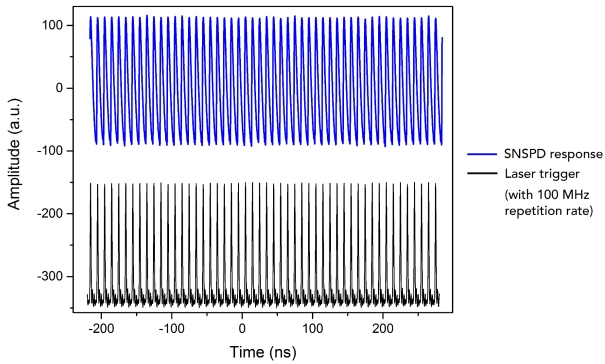 100
0
-100
-200
-300
Amplitude (a.u.)
-200
-100
0
100
200
Time (ns)
SNSPD response
Laser trigger
(with 100 MHz
repetition rate)